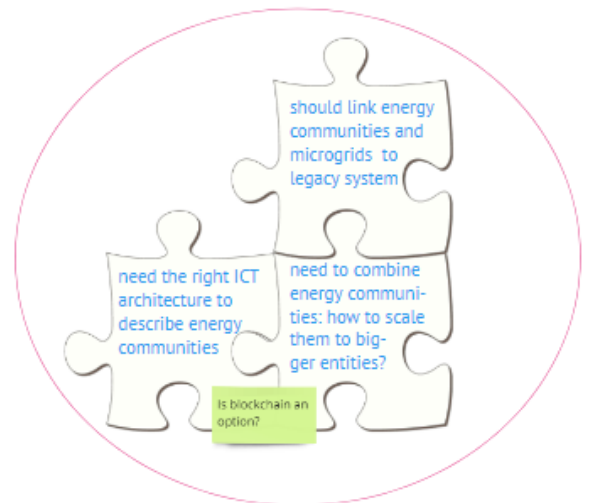 should link energy
communities and
microgrids to
legacy system
need the right ICT
architecture to
describe energy
communities
need to combine
energy communi-
ties: how to scale
them to big-
ger entities?
Is blockchain an
option?